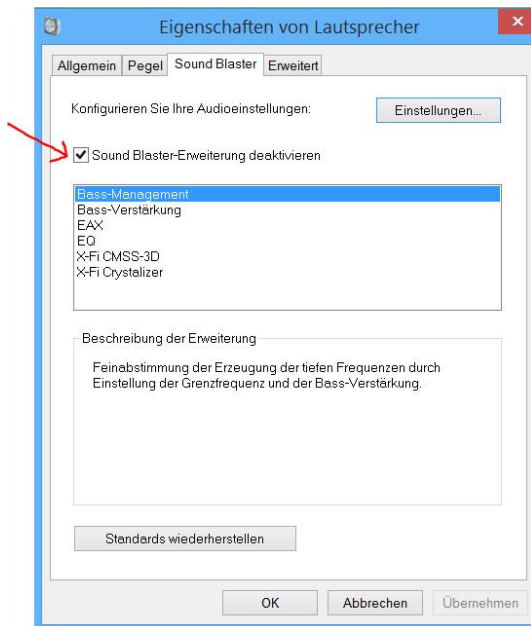 Eigenschaften von Lautsprecher
Allgemein Pegel Sound Blaster Erweitert
Konfigurieren Sie Ihre Audioeinstellungen: Einstellungen...
Sound Blaster-Erweiterung deaktivieren
Bass-Management
Bass-Verstärkung
EAX
EQ
X-Fi CMSS-3D
X-Fi Crystalizer
Beschreibung der Erweiterung
Feinabstimmung der Erzeugung der tiefen Frequenzen durch
Einstellung der Grenzfrequenz und der Bass-Verstärkung.
Standards wiederherstellen
OK Abbrechen Übernehmen